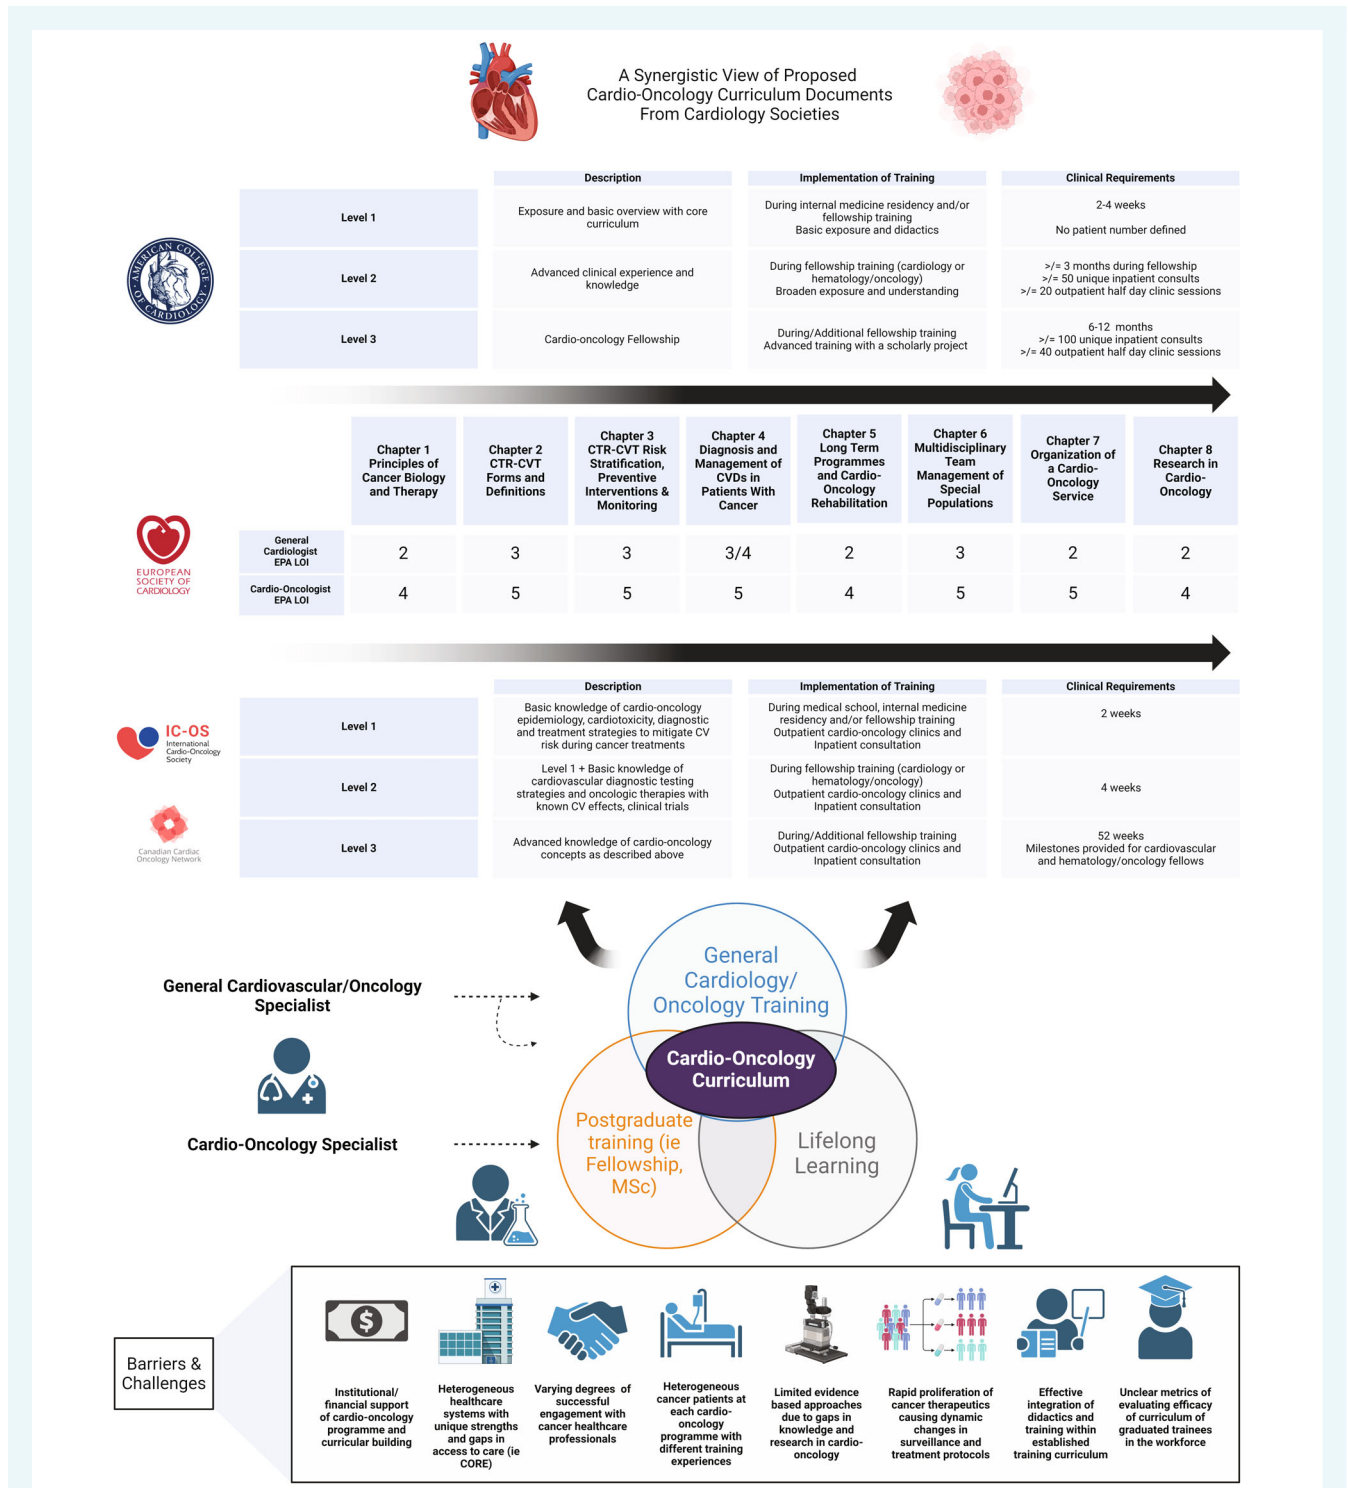 A Synergistic View of Proposed
Cardio-Oncology Curriculum Documents
From Cardiology Societies
AMERICAN COLLEGE OF CARDIOLOGY
Description
Implementation of Training
Clinical Requirements
Level 1
Exposure and basic overview with core
curriculum
During internal medicine residency and/or
fellowship training
Basic exposure and didactics
2-4 weeks
No patient number defined
Level 2
Advanced clinical experience and
knowledge
During fellowship training (cardiology or
hematology/oncology)
Broaden exposure and understanding
>/= 3 months during fellowship
>/= 50 unique inpatient consults
>/= 20 outpatient half day clinic sessions
Level 3
Cardio-oncology Fellowship
During/Additional fellowship training
Advanced training with a scholarly project
6-12 months
>/= 100 unique inpatient consults
>/= 40 outpatient half day clinic sessions
EUROPEAN
SOCIETY OF
CARDIOLOGY
Chapter 1
Principles of
Cancer Biology
and Therapy
Chapter 2
CTR-CVT
Forms and
Definitions
Chapter 3
CTR-CVT Risk
Stratification,
Preventive
Interventions &
Monitoring
Chapter 4
Diagnosis and
Management of
CVDs in
Patients With
Cancer
Chapter 5
Long Term
Programmes
and Cardio-
Oncology
Rehabilitation
Chapter 6
Multidisciplinary
Team
Management of
Special
Populations
Chapter 7
Organization of
a Cardio-
Oncology
Service
Chapter 8
Research in
Cardio-
Oncology
General
Cardiologist
EPA LOI
2
3
3
3/4
2
3
2
2
Cardio-Oncologist
EPA LOI
4
5
5
5
4
5
5
4
IC-OS
International
Cardio-Oncology
Society
Canadian Cardiac
Oncology Network
Description
Implementation of Training
Clinical Requirements
Level 1
Basic knowledge of cardio-oncology
epidemiology, cardiotoxicity, diagnostic
and treatment strategies to mitigate CV
risk during cancer treatments
During medical school, internal medicine
residency and/or fellowship training
Outpatient cardio-oncology clinics and
Inpatient consultation
2 weeks
Level 2
Level 1 + Basic knowledge of
cardiovascular diagnostic testing
strategies and oncologic therapies with
known CV effects, clinical trials
During fellowship training (cardiology or
hematology/oncology)
Outpatient cardio-oncology clinics and
Inpatient consultation
4 weeks
Level 3
Advanced knowledge of cardio-oncology
concepts as described above
During/Additional fellowship training
Outpatient cardio-oncology clinics and
Inpatient consultation
52 weeks
Milestones provided for cardiovascular
and hematology/oncology fellows
General Cardiovascular/Oncology
Specialist
Cardio-Oncology Specialist
General
Cardiology/
Oncology Training
Cardio-Oncology
Curriculum
Postgraduate
training (ie
Fellowship,
MSc)
Lifelong
Learning
Barriers &
Challenges
Institutional/
financial support
of cardio-oncology
programme and
curricular building
Heterogeneous
healthcare
systems with
unique strengths
and gaps in
access to care (ie
CORE)
Varying degrees of
successful
engagement with
cancer healthcare
professionals
Heterogeneous
cancer patients at
each cardio-
oncology
programme with
different training
experiences
Limited evidence
based approaches
due to gaps in
knowledge and
research in cardio-
oncology
Rapid proliferation of
cancer therapeutics
causing dynamic
changes in
surveillance and
treatment protocols
Effective
integration of
didactics and
training within
established
training curriculum
Unclear metrics of
evaluating efficacy
of curriculum of
graduated trainees
in the workforce